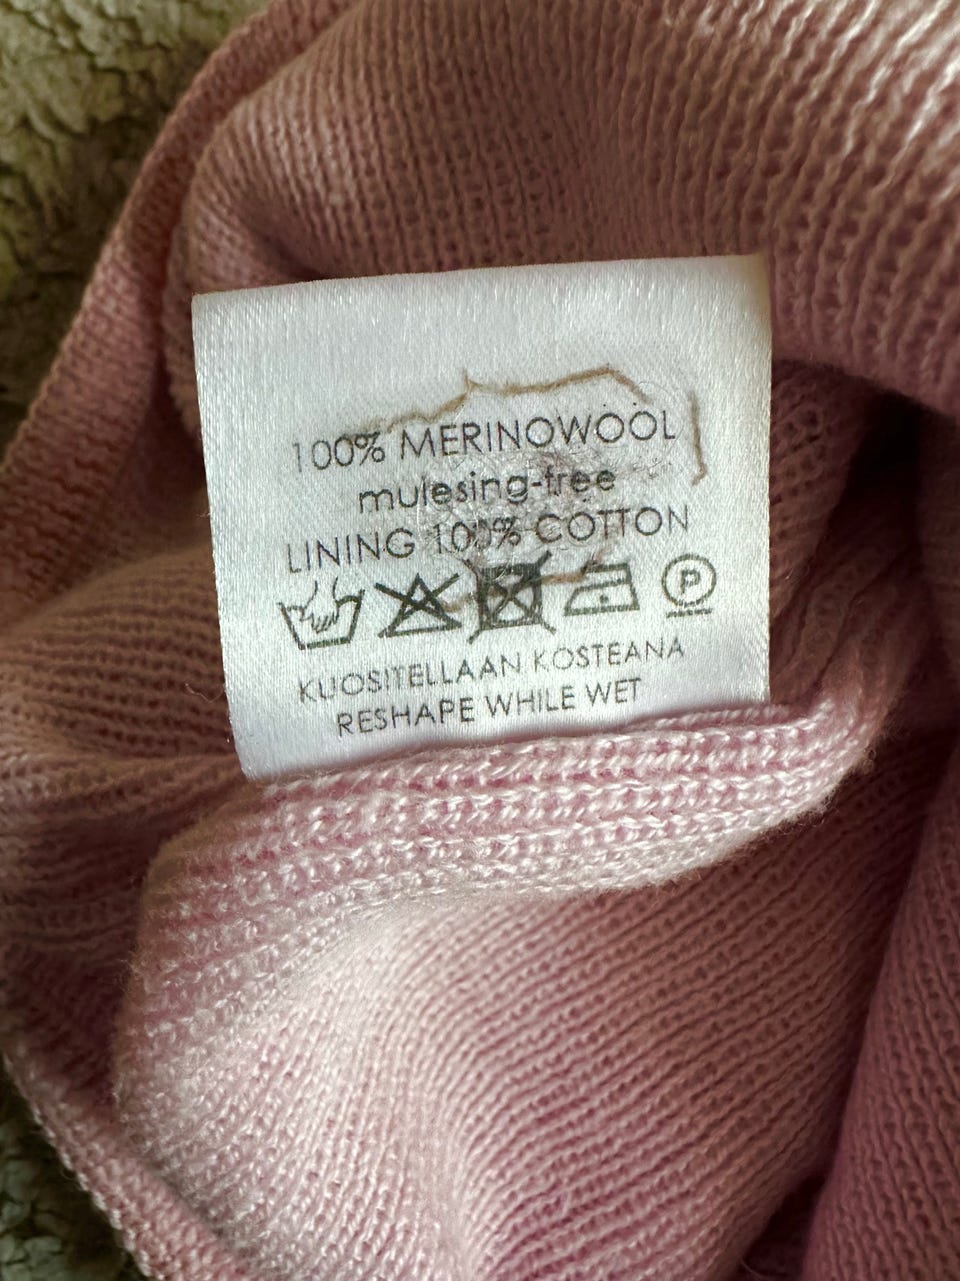 100% MERINOWOOL
mulesing-free
LINING 100% COTTON
P
KUOSITELLAAN KOSTEANA
RESHAPE WHILE WET